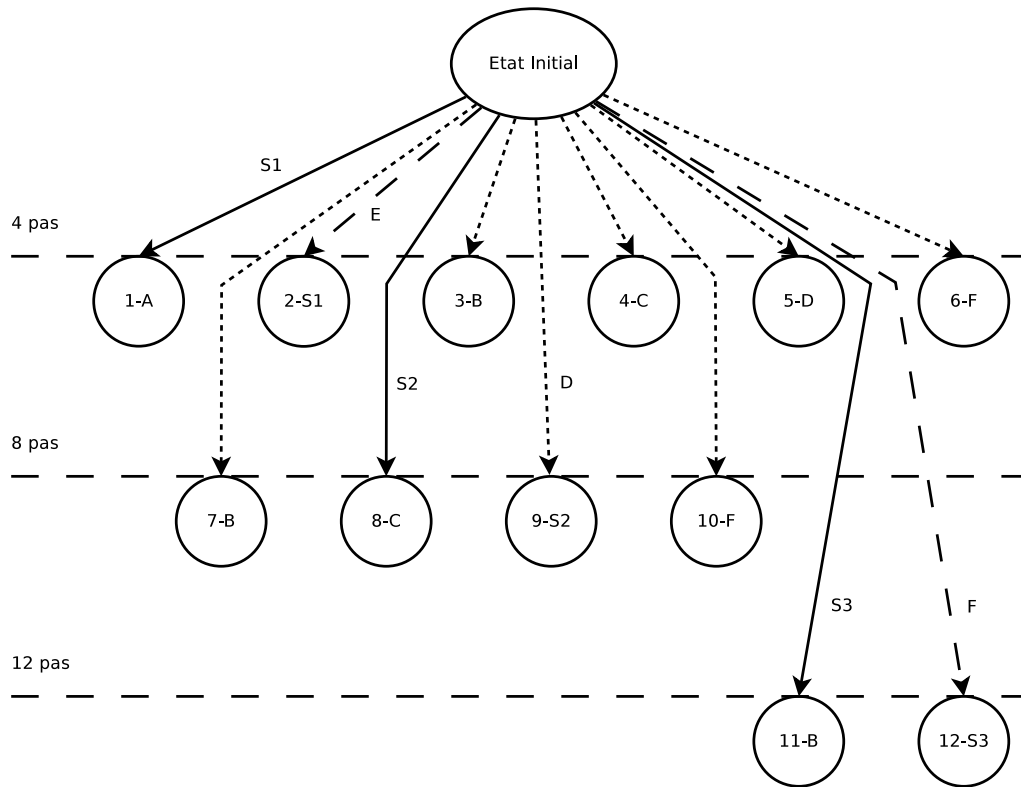 Etat Initial
S1
E
4 pas
1-A
2-S1
3-B
4-C
5-D
6-F
S2
D
8 pas
7-B
8-C
9-S2
10-F
S3
F
12 pas
11-B
12-S3